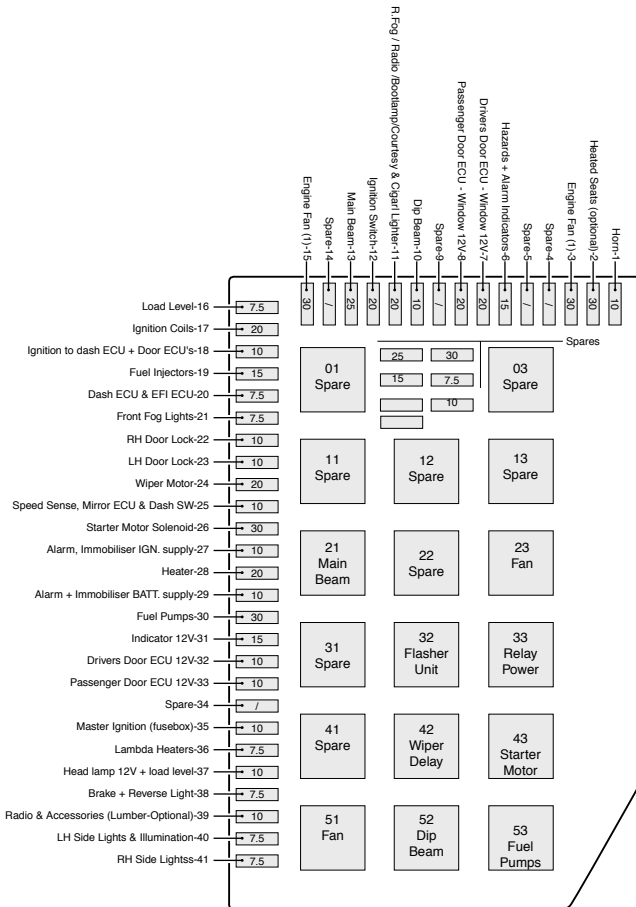 Engine Fan (1)-15
Spare-14
Main Beam-13
Ignition Switch-12
R.Fog / Radio /Bootlamp/Courtesy & Cigarl Lighter-11
Dip Beam-10
Spare-9
Passenger Door ECU - Window 12V-8
Drivers Door ECU - Window 12V-7
Hazards + Alarm Indicators-6
Spare-5
Spare-4
Engine Fan (1)-3
Heated Seats (optional)-2
Horn-1
30
/
25
20
20
10
/
20
20
15
/
/
30
30
10
Load Level-16 7.5
Ignition Coils-17 20
Ignition to dash ECU + Door ECU's-18 10
Fuel Injectors-19 15
Dash ECU & EFI ECU-20 7.5
Front Fog Lights-21 7.5
RH Door Lock-22 10
LH Door Lock-23 10
Wiper Motor-24 20
Speed Sense, Mirror ECU & Dash SW-25 10
Starter Motor Solenoid-26 30
Alarm, Immobiliser IGN. supply-27 10
Heater-28 20
Alarm + Immobiliser BATT. supply-29 10
Fuel Pumps-30 30
Indicator 12V-31 15
Drivers Door ECU 12V-32 10
Passenger Door ECU 12V-33 10
Spare-34 /
Master Ignition (fusebox)-35 10
Lambda Heaters-36 7.5
Head lamp 12V + load level-37 10
Brake + Reverse Light-38 7.5
Radio & Accessories (Lumber-Optional)-39 10
LH Side Lights & Illumination-40 7.5
RH Side Lightss-41 7.5
Spares
25 30
15 7.5
10
01
Spare
03
Spare
11
Spare
12
Spare
13
Spare
21
Main
Beam
22
Spare
23
Fan
31
Spare
32
Flasher
Unit
33
Relay
Power
41
Spare
42
Wiper
Delay
43
Starter
Motor
51
Fan
52
Dip
Beam
53
Fuel
Pumps